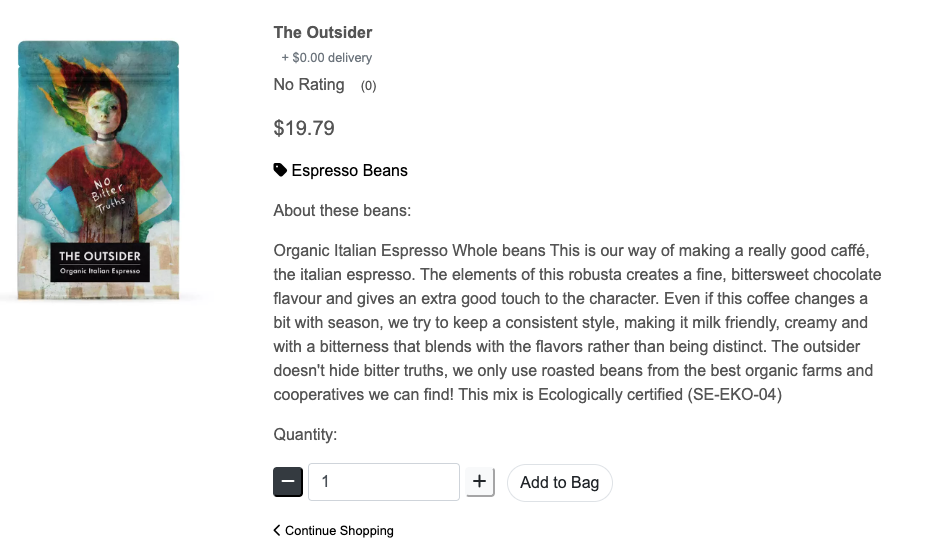 The Outsider
+ $0.00 delivery
No Rating (0)
$19.79
Espresso Beans
About these beans:
Organic Italian Espresso Whole beans This is our way of making a really good caffé,
the italian espresso. The elements of this robusta creates a fine, bittersweet chocolate
flavour and gives an extra good touch to the character. Even if this coffee changes a
bit with season, we try to keep a consistent style, making it milk friendly, creamy and
with a bitterness that blends with the flavors rather than being distinct. The outsider
doesn't hide bitter truths, we only use roasted beans from the best organic farms and
cooperatives we can find! This mix is Ecologically certified (SE-EKO-04)
Quantity:
− 1 + Add to Bag
Continue Shopping
No
Bitter
Truths
THE OUTSIDER
Organic Italian Espresso